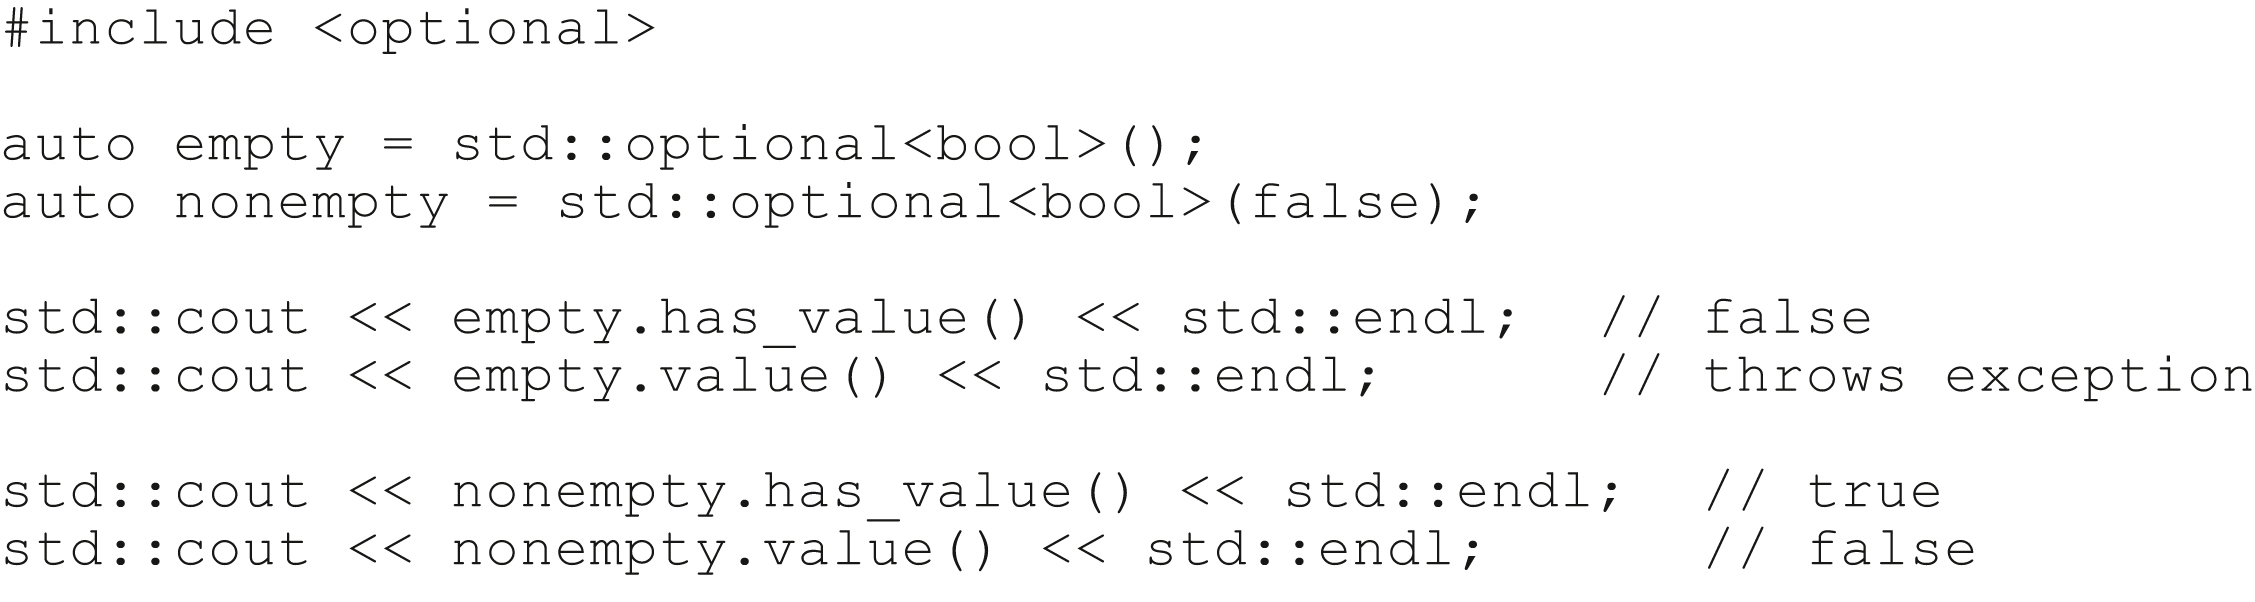 #include <optional>
auto empty = std::optional<bool>();
auto nonempty = std::optional<bool>(false);
std::cout << empty.has_value() << std::endl;  // false
std::cout << empty.value() << std::endl;      // throws exception
std::cout << nonempty.has_value() << std::endl;  // true
std::cout << nonempty.value() << std::endl;      // false